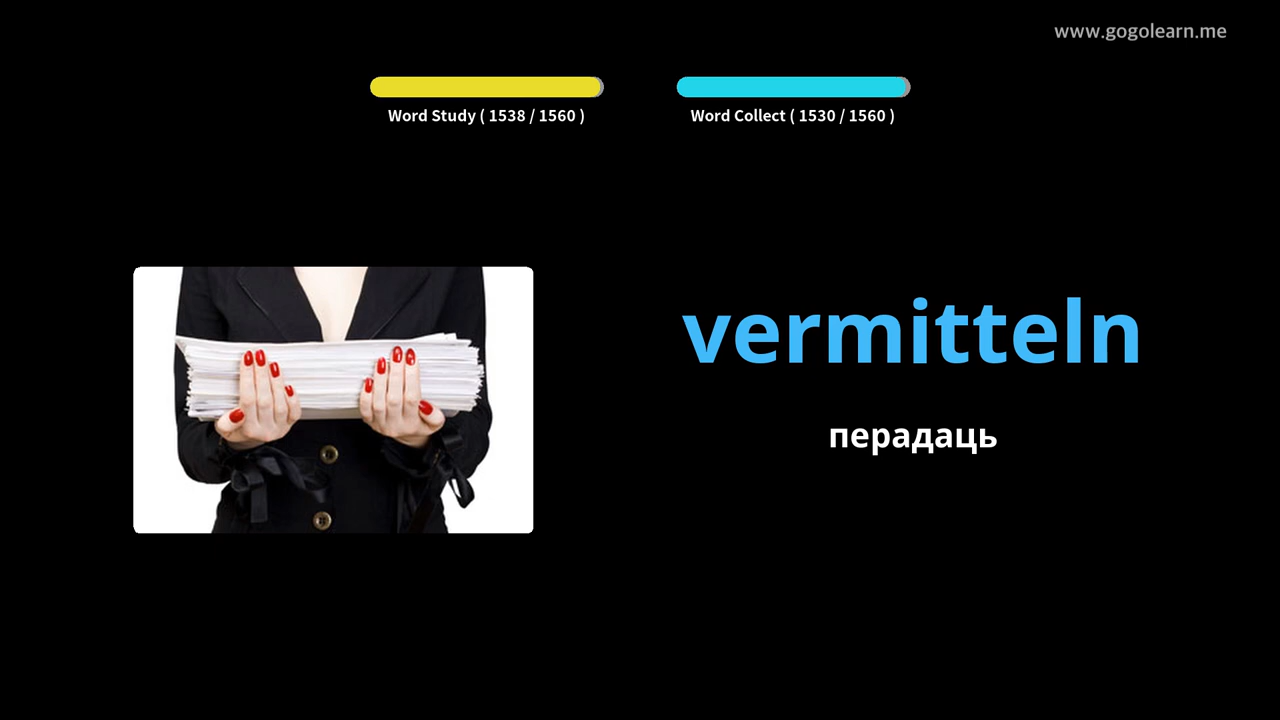 www.gogolearn.me
Word Study ( 1538 / 1560 )
Word Collect ( 1530 / 1560 )
vermitteln
перадаць